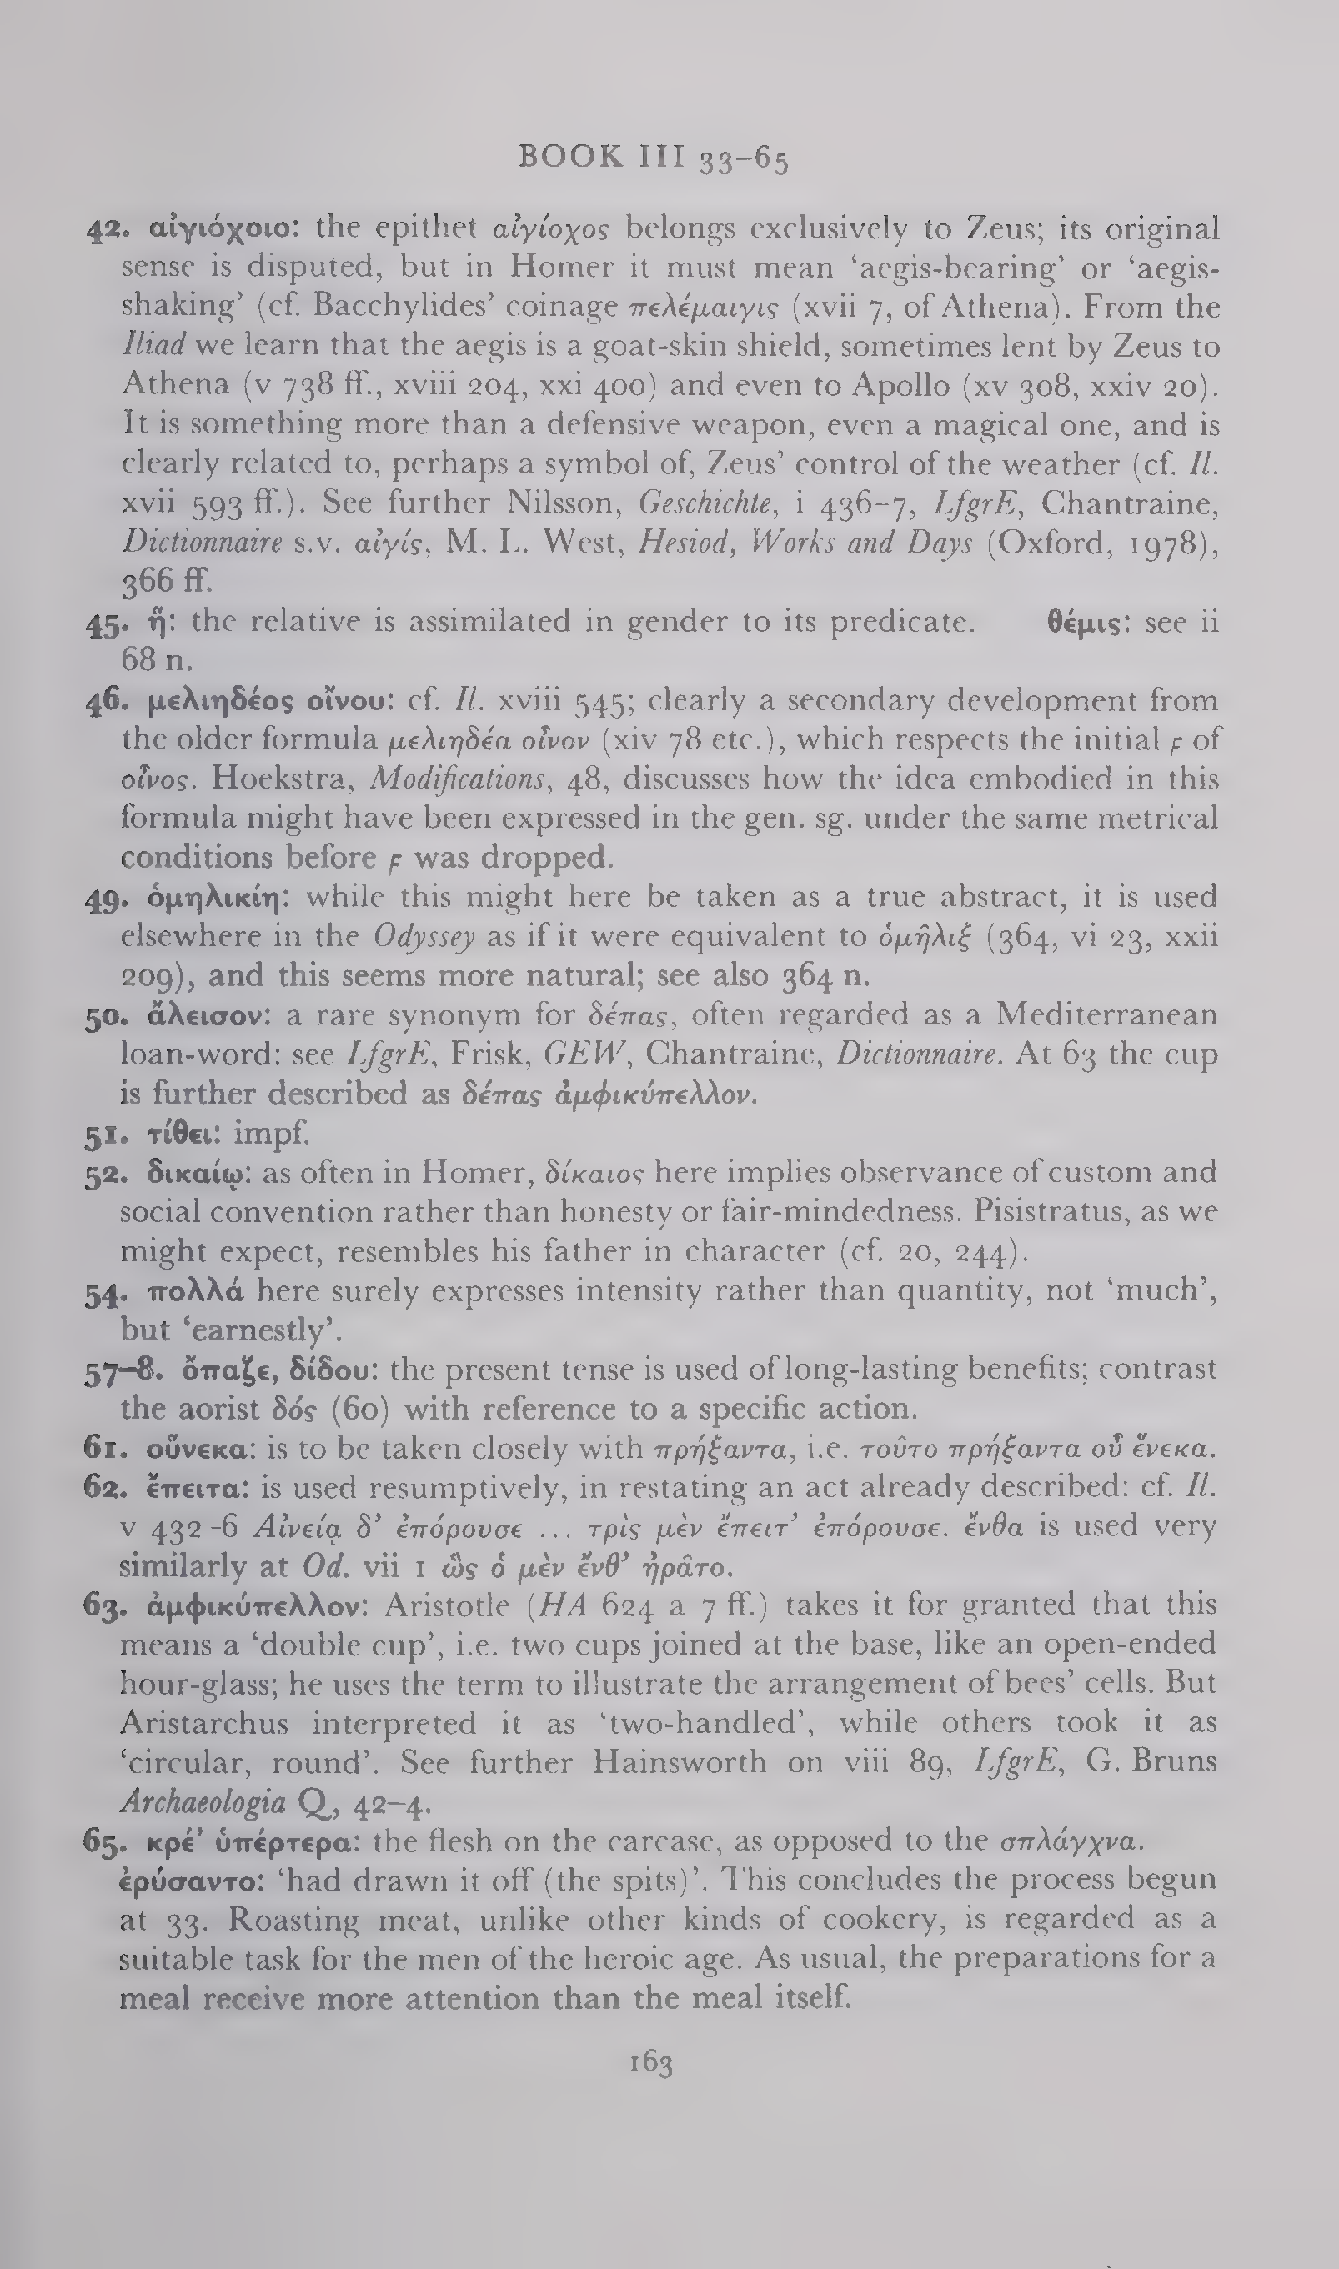 BOOK III 33–65
42. αἰγιόχοιο: the epithet αἰγίοχος belongs exclusively to Zeus; its original
sense is disputed, but in Homer it must mean ‘aegis-bearing’ or ‘aegis-
shaking’ (cf. Bacchylides’ coinage πελέμαιγις (xvii 7, of Athena). From the
Iliad we learn that the aegis is a goat-skin shield, sometimes lent by Zeus to
Athena (v 738 ff., xviii 204, xxi 400) and even to Apollo (xv 308, xxiv 20).
It is something more than a defensive weapon, even a magical one, and is
clearly related to, perhaps a symbol of, Zeus’ control of the weather (cf. Il.
xvii 593 ff.). See further Nilsson, Geschichte, i 436–7, LfgrE, Chantraine,
Dictionnaire s.v. αἰγίς, M. L. West, Hesiod, Works and Days (Oxford, 1978),
366 ff.
45. ἥ: the relative is assimilated in gender to its predicate. θέμις: see ii
68 n.
46. μελιηδέος οἴνου: cf. Il. xviii 545; clearly a secondary development from
the older formula μελιηδέα οἶνον (xiv 78 etc.), which respects the initial ϝ of
οἶνος. Hoekstra, Modifications, 48, discusses how the idea embodied in this
formula might have been expressed in the gen. sg. under the same metrical
conditions before ϝ was dropped.
49. ὁμηλικίη: while this might here be taken as a true abstract, it is used
elsewhere in the Odyssey as if it were equivalent to ὁμῆλιξ (364, vi 23, xxii
209), and this seems more natural; see also 364 n.
50. ἄλεισον: a rare synonym for δέπας, often regarded as a Mediterranean
loan-word: see LfgrE, Frisk, GEW, Chantraine, Dictionnaire. At 63 the cup
is further described as δέπας ἀμφικύπελλον.
51. τίθει: impf.
52. δικαίῳ: as often in Homer, δίκαιος here implies observance of custom and
social convention rather than honesty or fair-mindedness. Pisistratus, as we
might expect, resembles his father in character (cf. 20, 244).
54. πολλά here surely expresses intensity rather than quantity, not ‘much’,
but ‘earnestly’.
57–8. ὄπαζε, δίδου: the present tense is used of long-lasting benefits; contrast
the aorist δός (60) with reference to a specific action.
61. οὕνεκα: is to be taken closely with πρήξαντα, i.e. τοῦτο πρήξαντα οὗ ἕνεκα.
62. ἔπειτα: is used resumptively, in restating an act already described: cf. Il.
v 432–6 Αἰνείᾳ δ’ ἐπόρουσε ... τρὶς μὲν ἔπειτ’ ἐπόρουσε. ἔνθα is used very
similarly at Od. vii 1 ὣς ὁ μὲν ἔνθ’ ἠρᾶτο.
63. ἀμφικύπελλον: Aristotle (HA 624 a 7 ff.) takes it for granted that this
means a ‘double cup’, i.e. two cups joined at the base, like an open-ended
hour-glass; he uses the term to illustrate the arrangement of bees’ cells. But
Aristarchus interpreted it as ‘two-handled’, while others took it as
‘circular, round’. See further Hainsworth on viii 89, LfgrE, G. Bruns
Archaeologia Q, 42–4.
65. κρέ’ ὑπέρτερα: the flesh on the carcase, as opposed to the σπλάγχνα.
ἐρύσαντο: ‘had drawn it off (the spits)’. This concludes the process begun
at 33. Roasting meat, unlike other kinds of cookery, is regarded as a
suitable task for the men of the heroic age. As usual, the preparations for a
meal receive more attention than the meal itself.
163